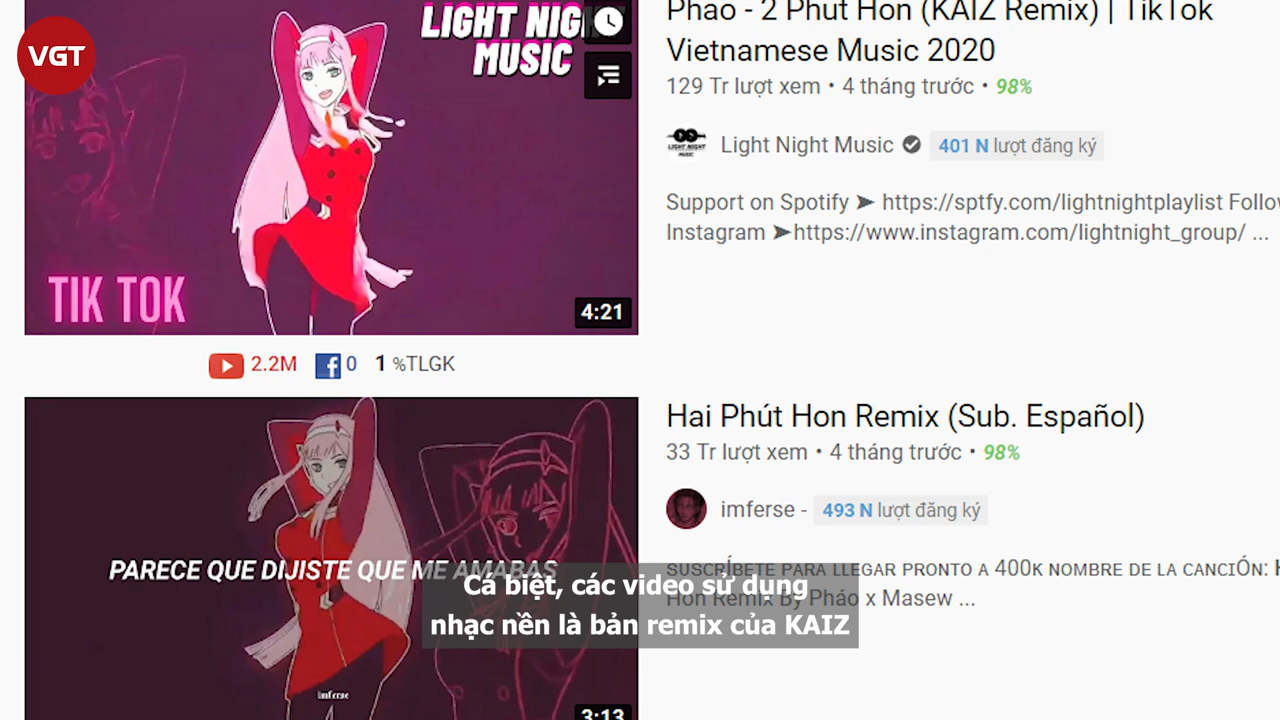 VGT
LIGHT NIGHT
MUSIC
TIK TOK
4:21
Phao - 2 Phut Hon (KAIZ Remix) | TikTok
Vietnamese Music 2020
129 Tr lượt xem • 4 tháng trước • 98%
LIGHT NIGHT
MUSIC
Light Night Music
401 N lượt đăng ký
Support on Spotify ➤ https://sptfy.com/lightnightplaylist Follow
Instagram ➤https://www.instagram.com/lightnight_group/ ...
2.2M
0
1 %TLGK
PARECE QUE DIJISTE QUE ME AMABAS
imferse
3:13
Hai Phút Hon Remix (Sub. Español)
33 Tr lượt xem • 4 tháng trước • 98%
imferse -
493 N lượt đăng ký
SUSCRÍBETE PARA LLEGAR PRONTO A 400K NOMBRE DE LA CANCIÓN:
Hon Remix By Pháo x Masew ...
Cá biệt, các video sử dụng
nhạc nền là bản remix của KAIZ